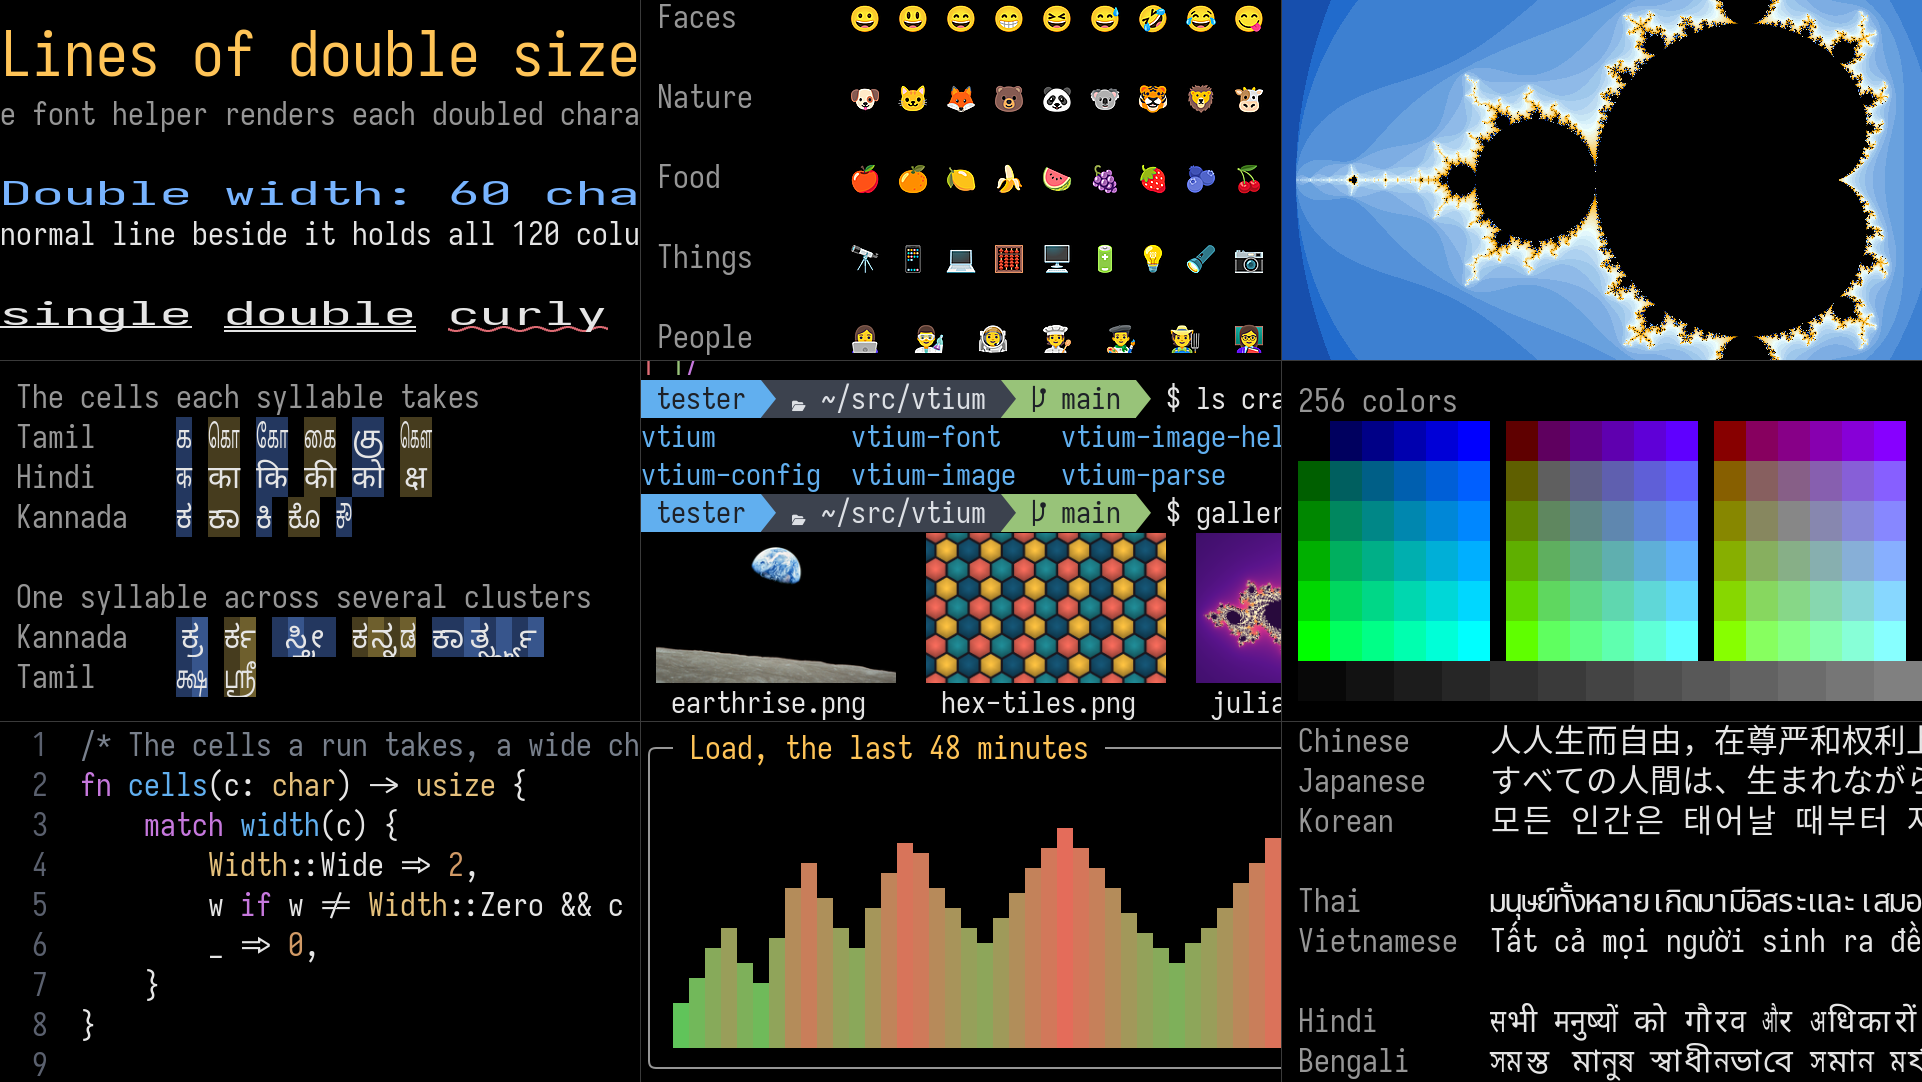 Lines of double size
e font helper renders each doubled chara
Double width: 60 cha
normal line beside it holds all 120 colu
single double curly
Faces 😀 😃 😄 😁 😆 😅 🤣 😂 😋
Nature 🐶 🐱 🦊 🐻 🐼 🐨 🐯 🦁 🐮
Food 🍎 🍊 🍋 🍌 🍉 🍇 🍓 🫐 🍒
Things 🔭 📱 💻 🧮 🖥️ 🔋 💡 🔦 📷
People 👩‍💻 👨‍🔬 👩‍🚀 👨‍🍳 👨‍🎨 👩‍🌾 👩‍🏫
The cells each syllable takes
Tamil க கொ கோ கை கு கௌ
Hindi क का कि की को क्ष
Kannada ಕ ಕಾ ಕಿ ಕೊ ಕೌ
One syllable across several clusters
Kannada ಕ್ರ ರ್ಕ ಸ್ತ್ರೀ ಕನ್ನಡ
Tamil க்ஷ ஸ்ரீ
tester ~/src/vtium main $ ls cra
vtium vtium-font vtium-image-hel
vtium-config vtium-image vtium-parse
tester ~/src/vtium main $ galler
earthrise.png hex-tiles.png julia
256 colors
1 /* The cells a run takes, a wide ch
2 fn cells(c: char) -> usize {
3 match width(c) {
4 Width::Wide => 2,
5 w if w != Width::Zero && c
6 _ => 0,
7 }
8 }
9
Load, the last 48 minutes
Chinese 人人生而自由，在尊严和权利上
Japanese すべての人間は、生まれながら
Korean 모든 인간은 태어날 때부터 자
Thai มนุษย์ทั้งหลายเกิดมามีอิสระและเสมอ
Vietnamese Tất cả mọi người sinh ra đề
Hindi सभी मनुष्यों को गौरव और अधिकारों
Bengali সমস্ত মানুষ স্বাধীনভাবে সমান মর্য